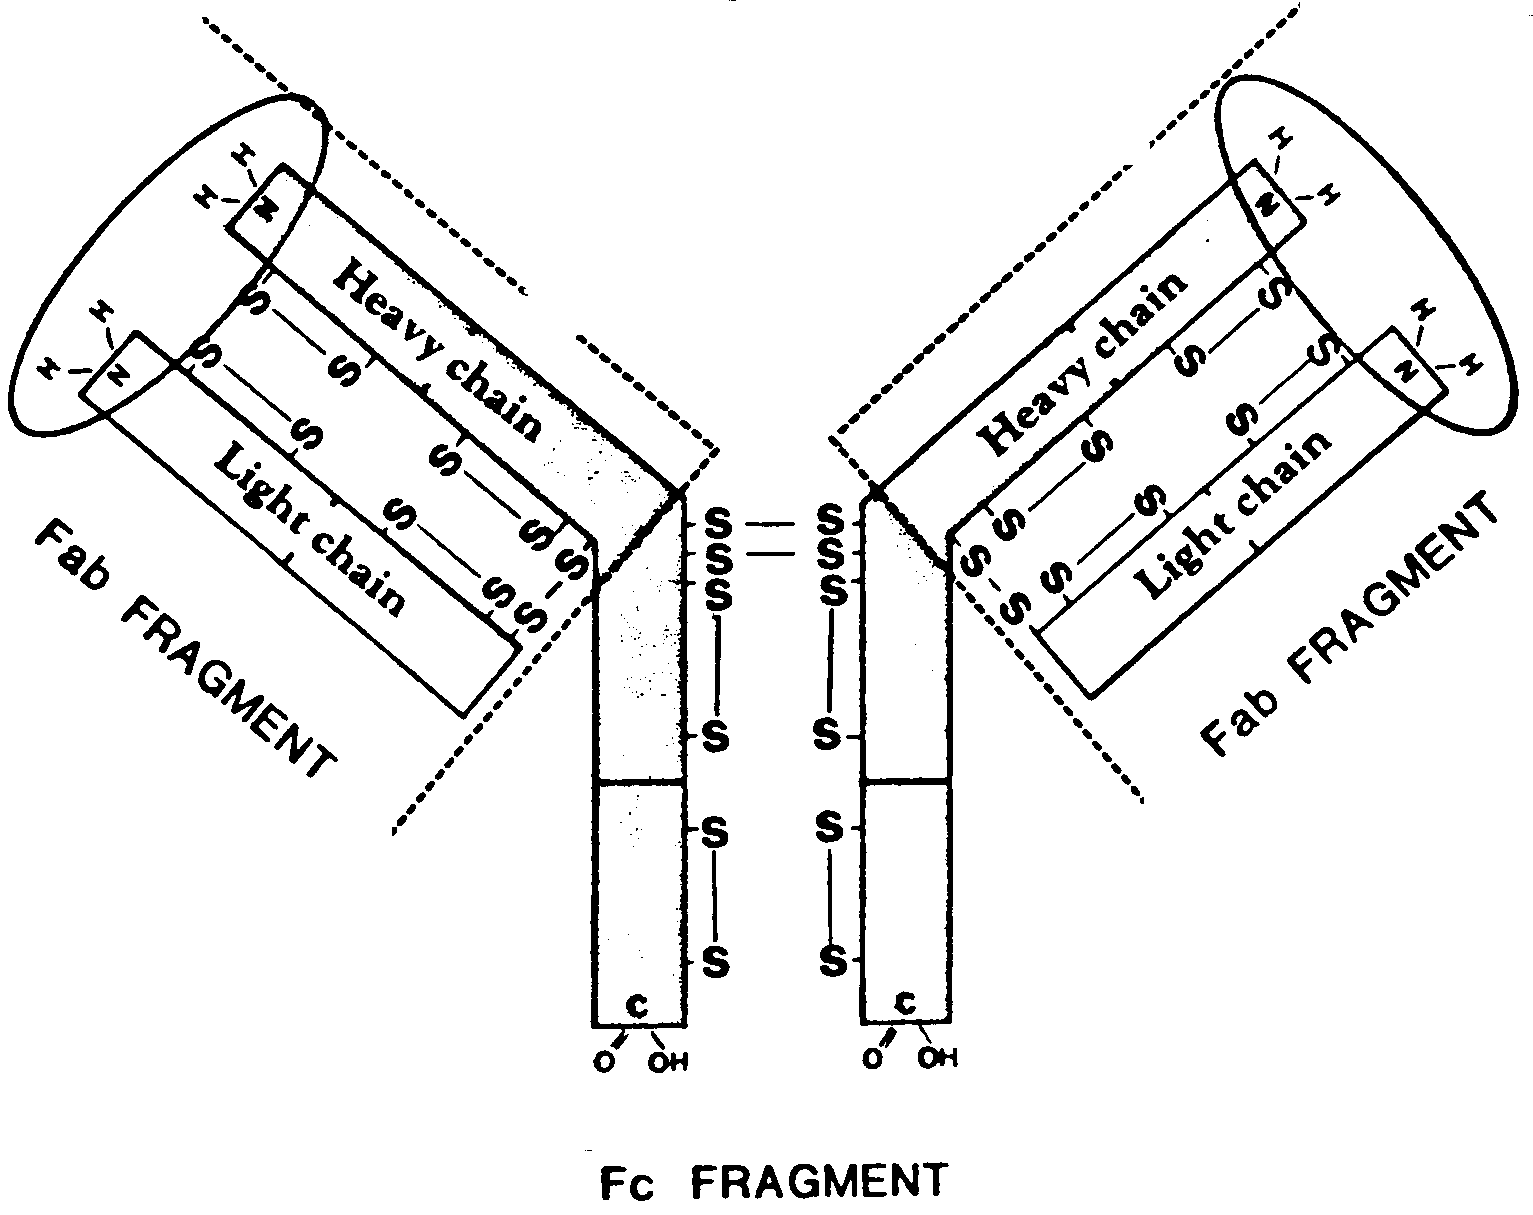 H
H
N
H
H
N
Heavy chain
Light chain
S S
S S
S S
S S
S S
Fab FRAGMENT
H
H
N
H
H
N
Heavy chain
Light chain
S S
S S
S S
S S
S S
Fab FRAGMENT
S S
S S
S S
S S
S S
S S
C C
O OH O OH
Fc FRAGMENT